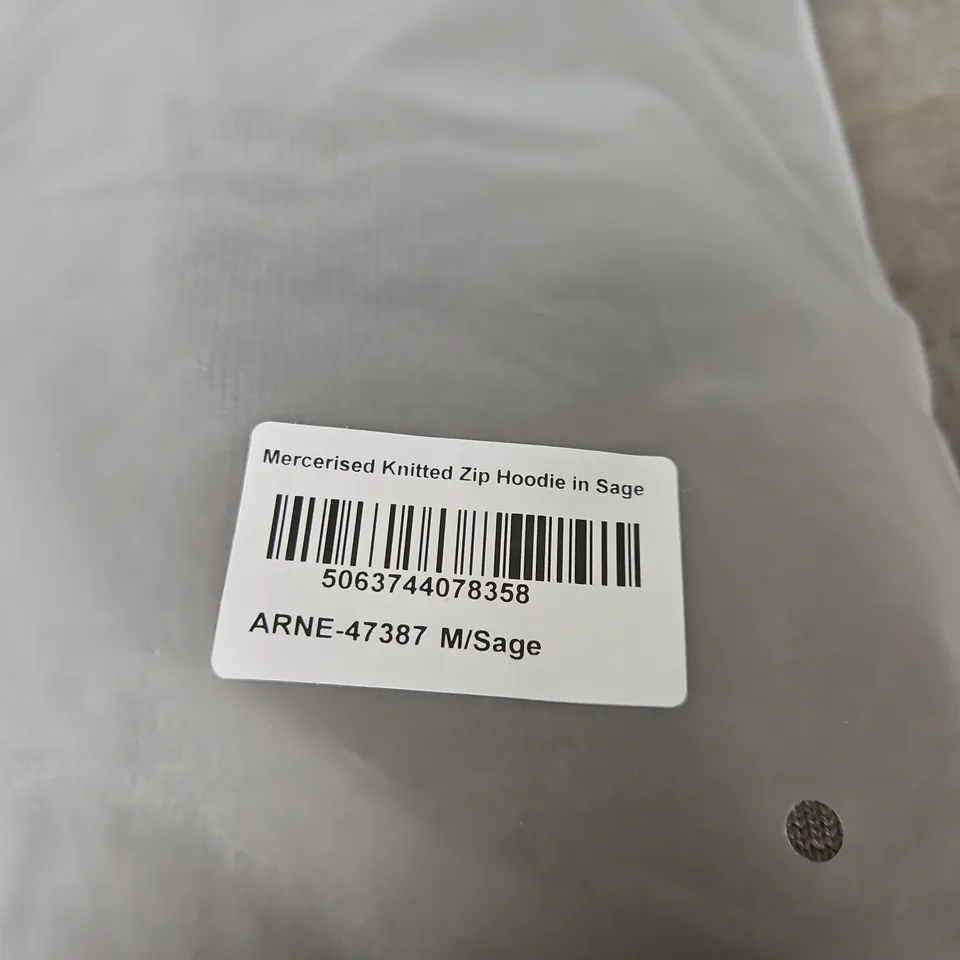 Mercerised Knitted Zip Hoodie in Sage
5063744078358
ARNE-47387 M/Sage